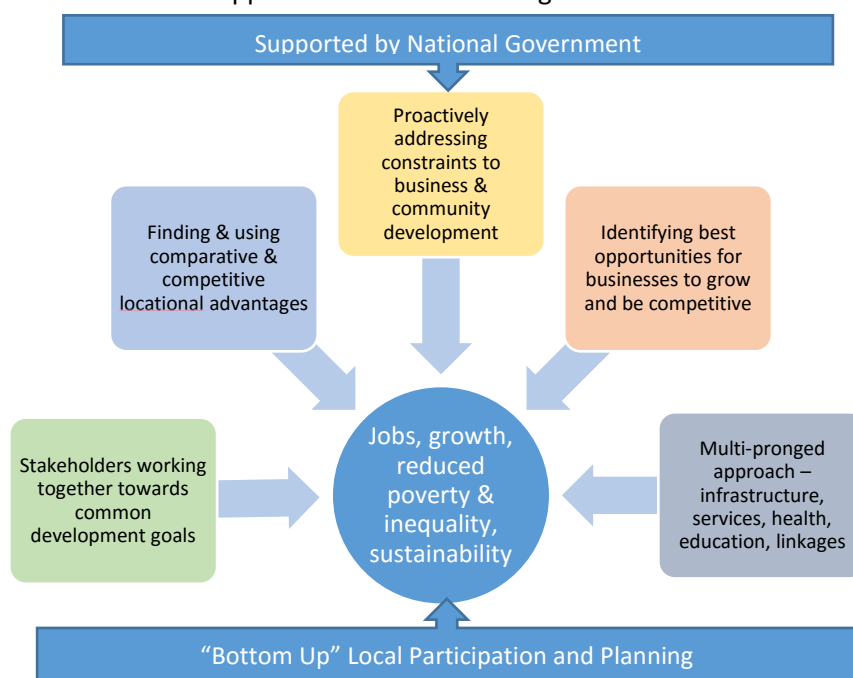 Supported by National Government
Proactively
addressing
constraints to
business &
community
development
Finding & using
comparative &
competitive
locational advantages
Identifying best
opportunities for
businesses to grow
and be competitive
Stakeholders working
together towards
common
development goals
Jobs, growth,
reduced
poverty &
inequality,
sustainability
Multi-pronged
approach –
infrastructure,
services, health,
education, linkages
“Bottom Up” Local Participation and Planning